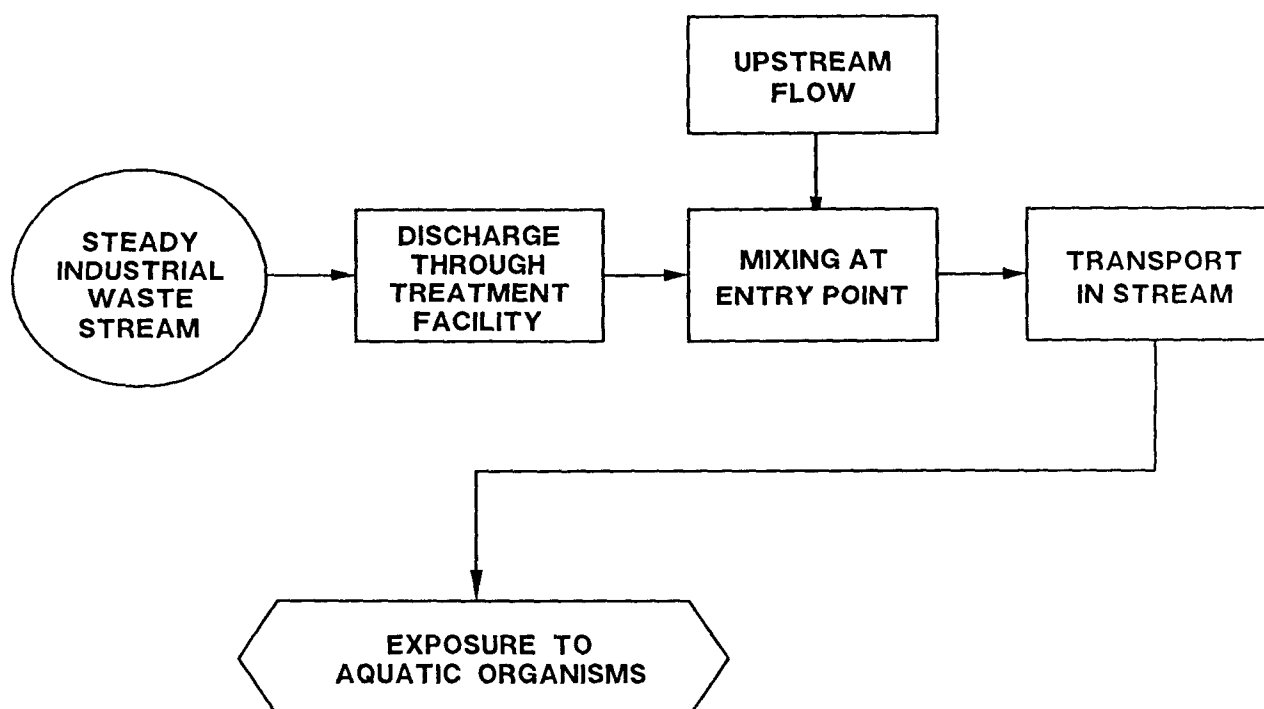 UPSTREAM
FLOW
STEADY
INDUSTRIAL
WASTE
STREAM
DISCHARGE
THROUGH
TREATMENT
FACILITY
MIXING AT
ENTRY POINT
TRANSPORT
IN STREAM
EXPOSURE TO
AQUATIC ORGANISMS